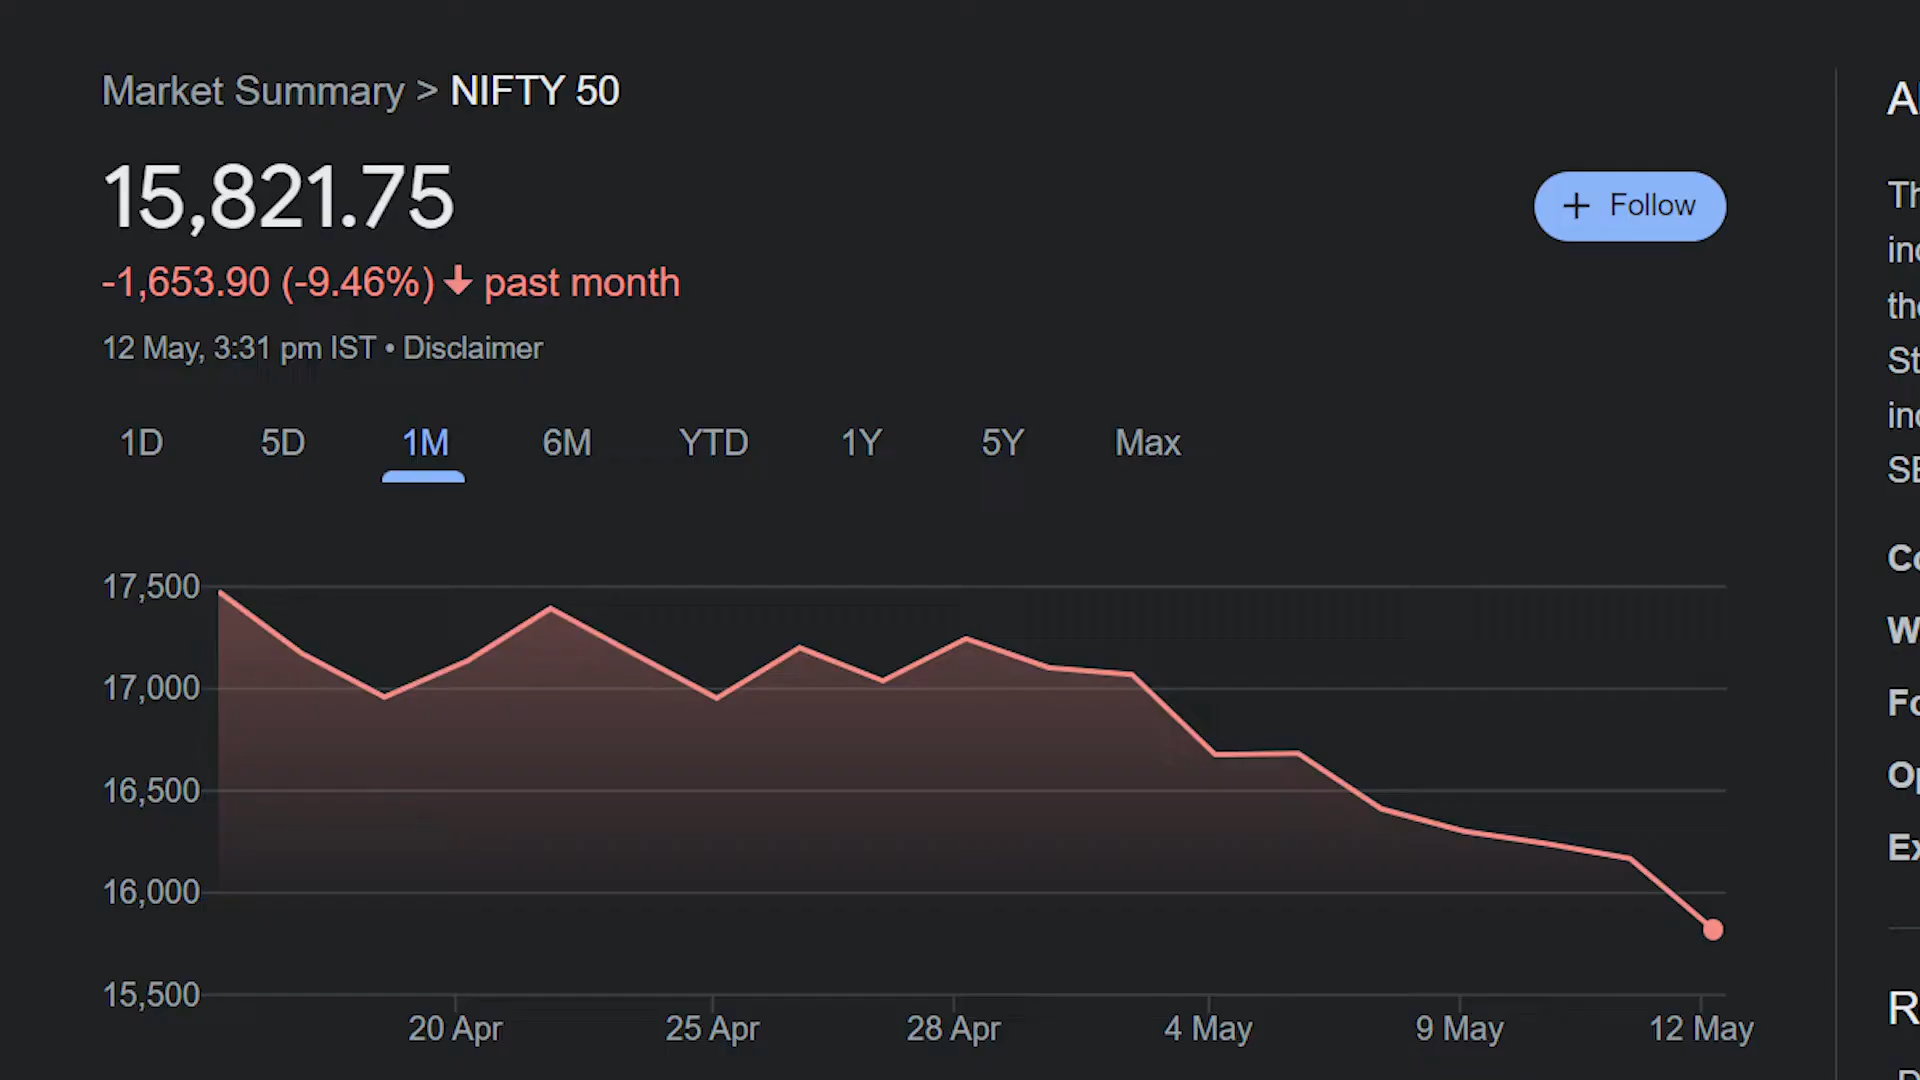 Market Summary > NIFTY 50
15,821.75
+ Follow
-1,653.90 (-9.46%) ↓ past month
12 May, 3:31 pm IST • Disclaimer
1D 5D 1M 6M YTD 1Y 5Y Max
17,500
17,000
16,500
16,000
15,500
20 Apr 25 Apr 28 Apr 4 May 9 May 12 May